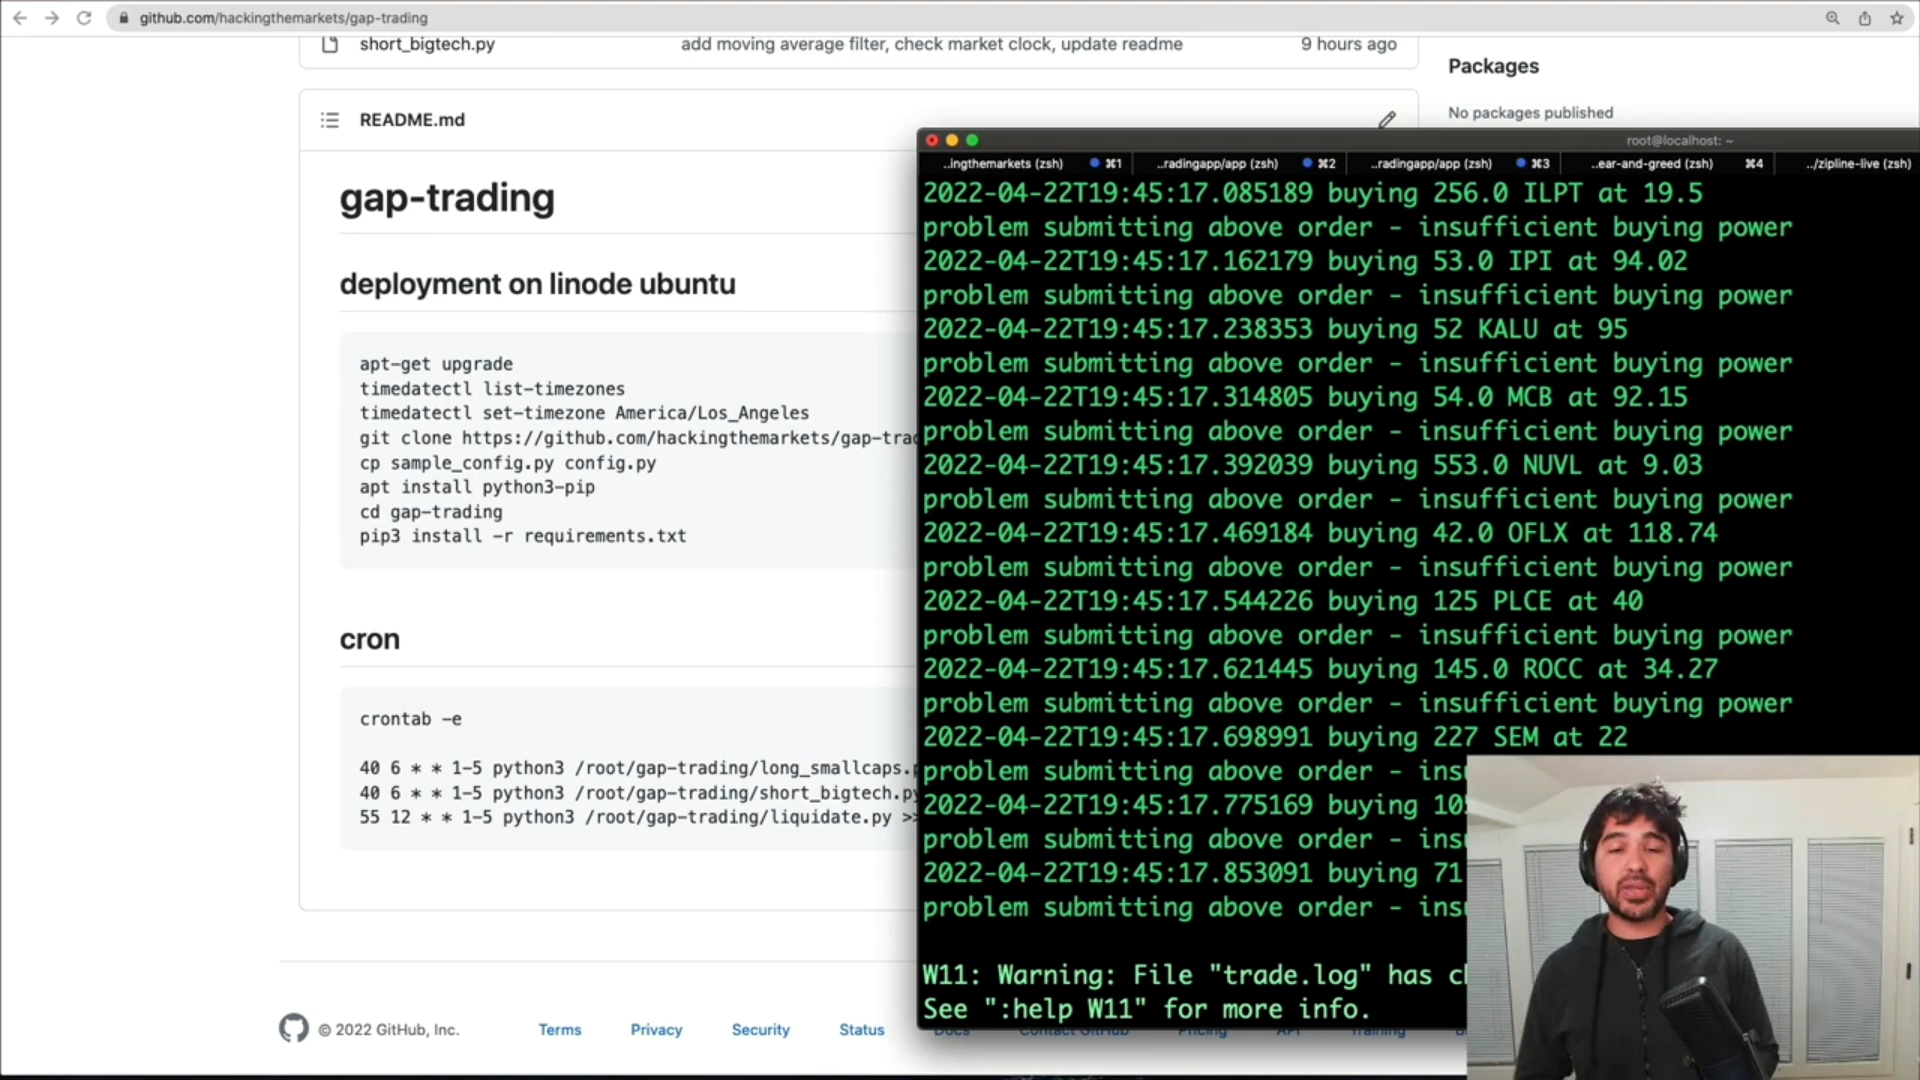 github.com/hackingthemarkets/gap-trading
short_bigtech.py add moving average filter, check market clock, update readme 9 hours ago
Packages
No packages published
README.md
gap-trading
deployment on linode ubuntu
apt-get upgrade
timedatectl list-timezones
timedatectl set-timezone America/Los_Angeles
git clone https://github.com/hackingthemarkets/gap-trad
cp sample_config.py config.py
apt install python3-pip
cd gap-trading
pip3 install -r requirements.txt
cron
crontab -e
40 6 * * 1-5 python3 /root/gap-trading/long_smallcaps.p
40 6 * * 1-5 python3 /root/gap-trading/short_bigtech.py
55 12 * * 1-5 python3 /root/gap-trading/liquidate.py >>
© 2022 GitHub, Inc. Terms Privacy Security Status Docs Contact GitHub Pricing API Training
root@localhost: ~
..ingthemarkets (zsh) ⌘1 ..radingapp/app (zsh) ⌘2 ..radingapp/app (zsh) ⌘3 ..ear-and-greed (zsh) ⌘4 ../zipline-live (zsh)
2022-04-22T19:45:17.085189 buying 256.0 ILPT at 19.5
problem submitting above order - insufficient buying power
2022-04-22T19:45:17.162179 buying 53.0 IPI at 94.02
problem submitting above order - insufficient buying power
2022-04-22T19:45:17.238353 buying 52 KALU at 95
problem submitting above order - insufficient buying power
2022-04-22T19:45:17.314805 buying 54.0 MCB at 92.15
problem submitting above order - insufficient buying power
2022-04-22T19:45:17.392039 buying 553.0 NUVL at 9.03
problem submitting above order - insufficient buying power
2022-04-22T19:45:17.469184 buying 42.0 OFLX at 118.74
problem submitting above order - insufficient buying power
2022-04-22T19:45:17.544226 buying 125 PLCE at 40
problem submitting above order - insufficient buying power
2022-04-22T19:45:17.621445 buying 145.0 ROCC at 34.27
problem submitting above order - insufficient buying power
2022-04-22T19:45:17.698991 buying 227 SEM at 22
problem submitting above order - ins
2022-04-22T19:45:17.775169 buying 10
problem submitting above order - ins
2022-04-22T19:45:17.853091 buying 71
problem submitting above order - ins
W11: Warning: File "trade.log" has c
See ":help W11" for more info.